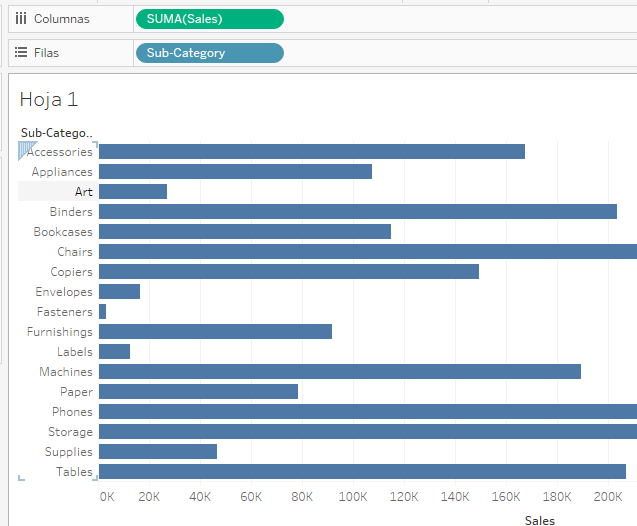 Columnas SUMA(Sales)
Filas Sub-Category
Hoja 1
Sub-Catego..
Accessories
Appliances
Art
Binders
Bookcases
Chairs
Copiers
Envelopes
Fasteners
Furnishings
Labels
Machines
Paper
Phones
Storage
Supplies
Tables
0K 20K 40K 60K 80K 100K 120K 140K 160K 180K 200K
Sales